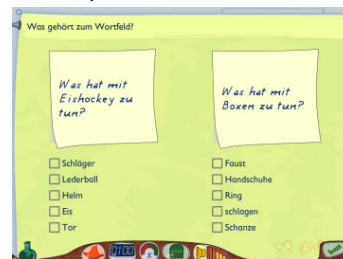 Was gehört zum Wortfeld?
Was hat mit
Eishockey zu
tun?
Schläger
Lederball
Helm
Eis
Tor
Was hat mit
Boxen zu tun?
Faust
Handschuhe
Ring
schlagen
Schanze